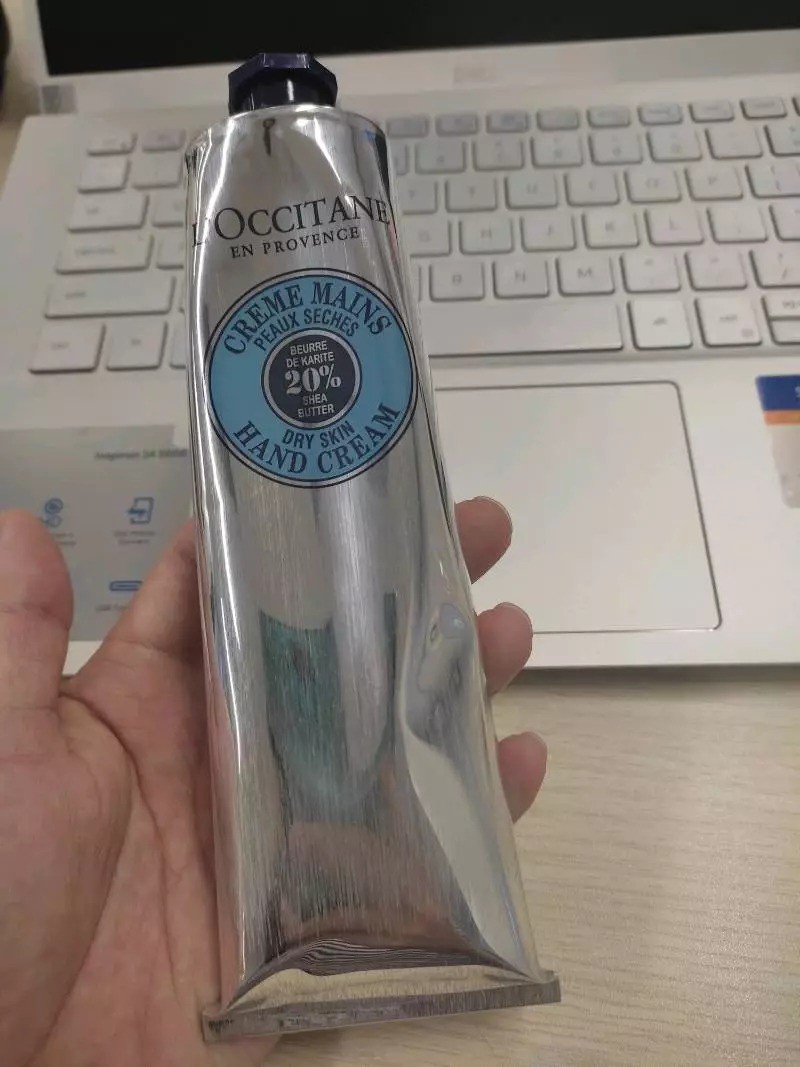 L'OCCITANE
EN PROVENCE
CREME MAINS
PEAUX SECHES
BEURRE
DE KARITE
20%
SHEA
BUTTER
DRY SKIN
HAND CREAM